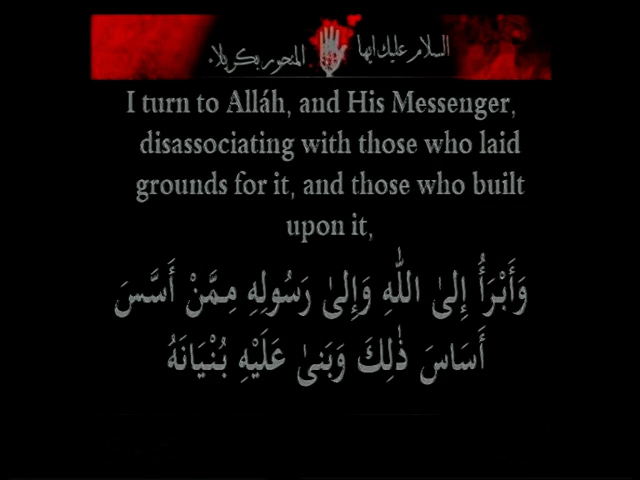 السلام عليك ايها المنحور بكربلاء
I turn to Alláh, and His Messenger,
disassociating with those who laid
grounds for it, and those who built
upon it,
وَأَبْرَأُ إِلىٰ اللّٰهِ وَإِلىٰ رَسُولِهِ مِمَّنْ أَسَّسَ
أَسَاسَ ذٰلِكَ وَبَنىٰ عَلَيْهِ بُنْيَانَهُ